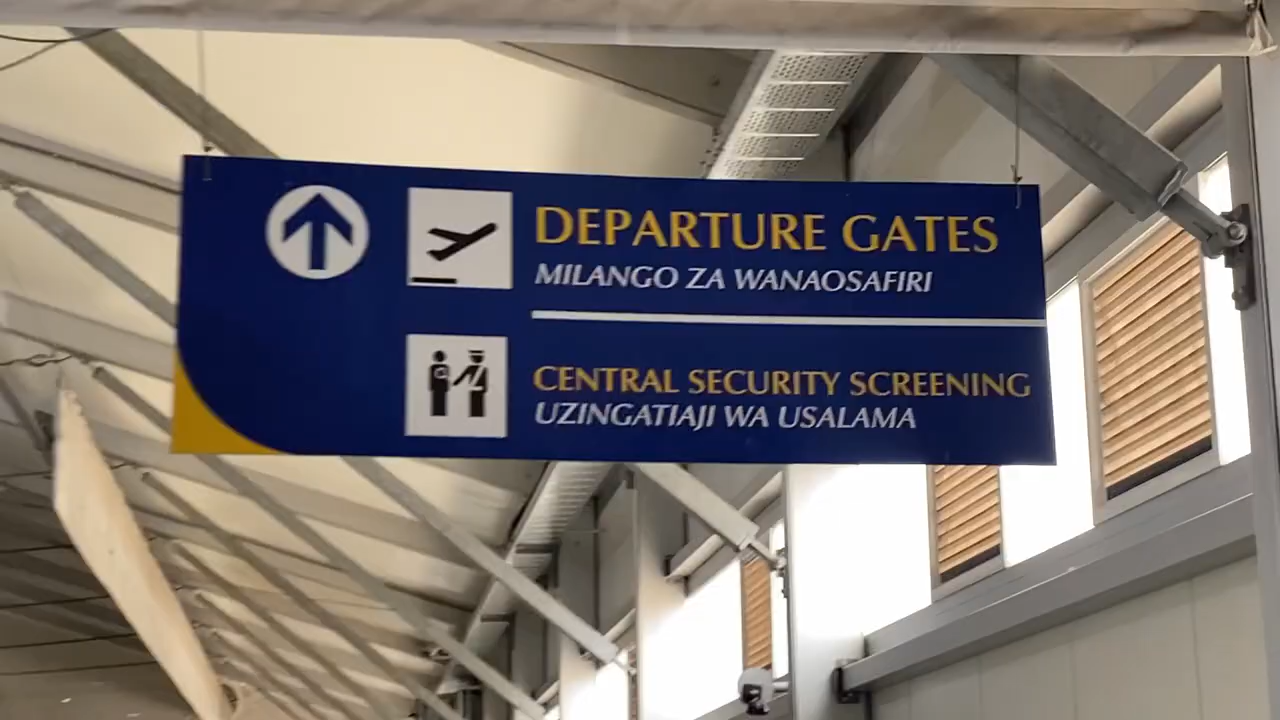 DEPARTURE GATES
MILANGO ZA WANAOSAFIRI
CENTRAL SECURITY SCREENING
UZINGATIAJI WA USALAMA